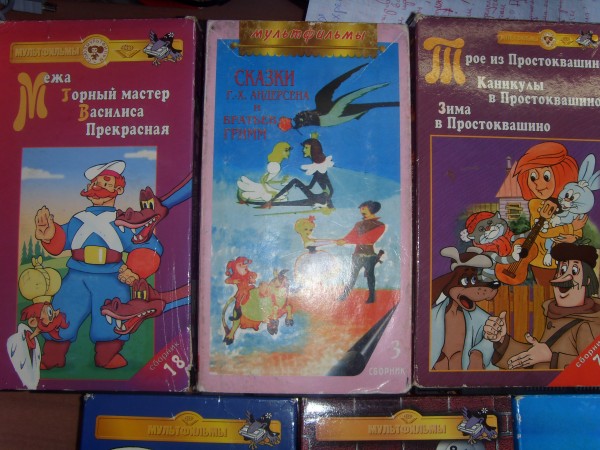 МУЛЬТФИЛЬМЫ
Межа
Горный мастер
Василиса
Прекрасная
сборник
18
мультфильмы
СКАЗКИ
Г. Х. АНДЕРСЕНА
И
БРАТЬЕВ
ГРИММ
3
СБОРНИК
Трое из Простоквашино
Каникулы
в Простоквашино
Зима
в Простоквашино
сборник
МУЛЬТФИЛЬМЫ
МУЛЬТФИЛЬМЫ